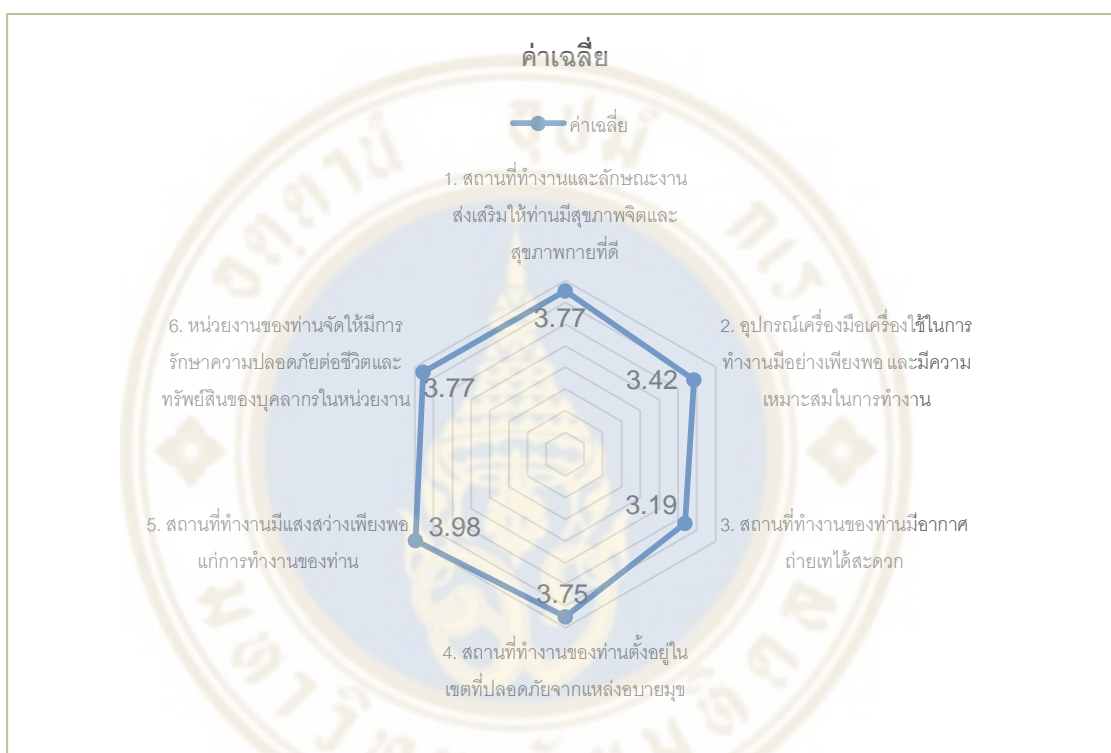 ค่าเฉลี่ย
ค่าเฉลี่ย
1. สถานที่ทำงานและลักษณะงาน
ส่งเสริมให้ท่านมีสุขภาพจิตและ
สุขภาพกายที่ดี
3.77
2. อุปกรณ์เครื่องมือเครื่องใช้ในการ
ทำงานมีอย่างเพียงพอ และมีความ
เหมาะสมในการทำงาน
3.42
3. สถานที่ทำงานของท่านมีอากาศ
ถ่ายเทได้สะดวก
3.19
3.75
4. สถานที่ทำงานของท่านตั้งอยู่ใน
เขตที่ปลอดภัยจากแหล่งอบายมุข
5. สถานที่ทำงานมีแสงสว่างเพียงพอ
แก่การทำงานของท่าน
3.98
6. หน่วยงานของท่านจัดให้มีการ
รักษาความปลอดภัยต่อชีวิตและ
ทรัพย์สินของบุคลากรในหน่วยงาน
3.77
อตฺตานํ อุปมํ กเร